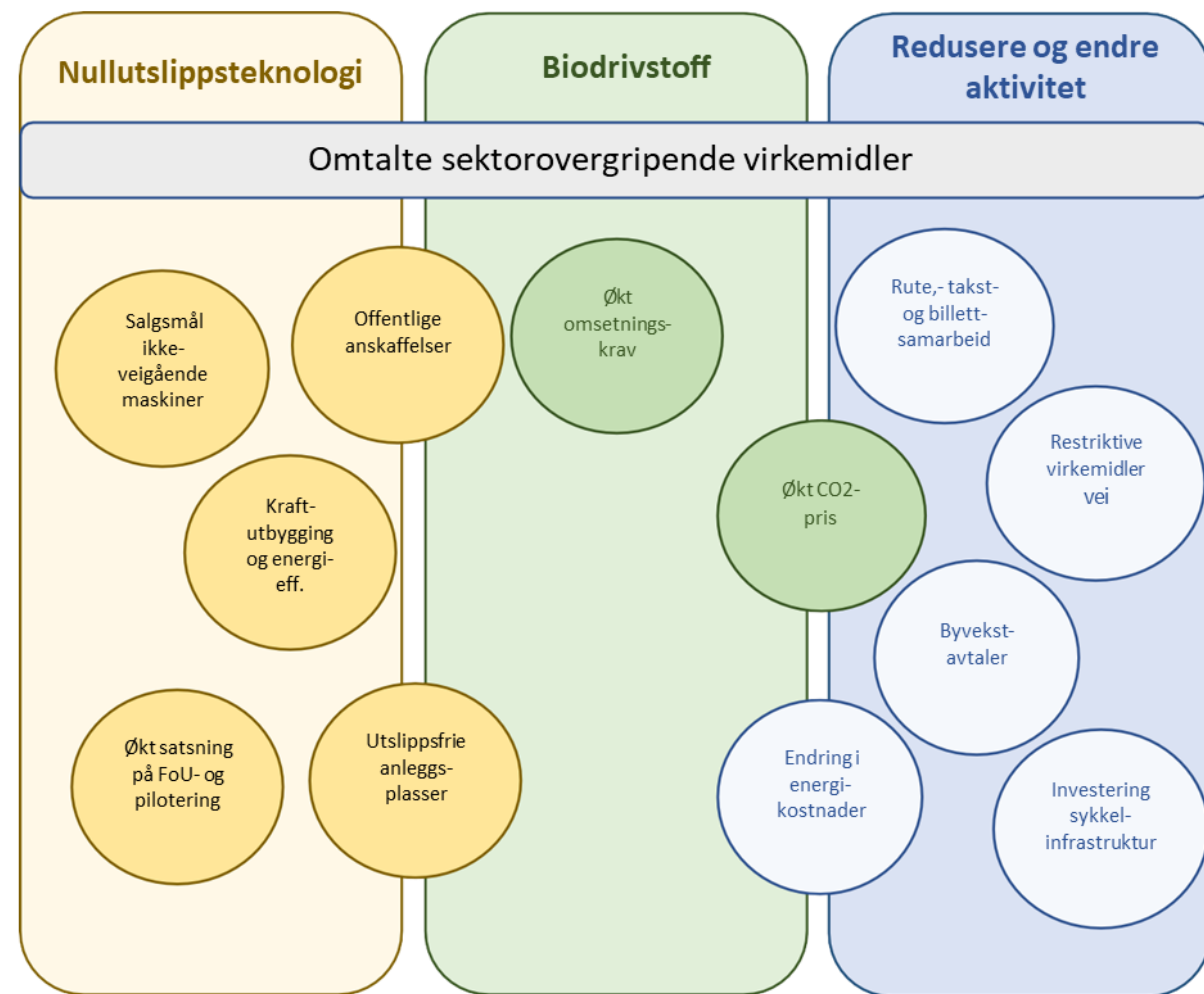 Nullutslippsteknologi
Biodrivstoff
Redusere og endre
aktivitet
Omtalte sektorovergripende virkemidler
Salgsmål
ikke-
veigående
maskiner
Offentlige
anskaffelser
Kraft-
utbygging
og energi-
eff.
Økt satsning
på FoU- og
pilotering
Utslippsfrie
anleggs-
plasser
Økt
omsetnings-
krav
Økt CO2-
pris
Rute,- takst-
og billett-
samarbeid
Restriktive
virkemidler
vei
Byvekst-
avtaler
Endring i
energi-
kostnader
Investering
sykkel-
infrastruktur